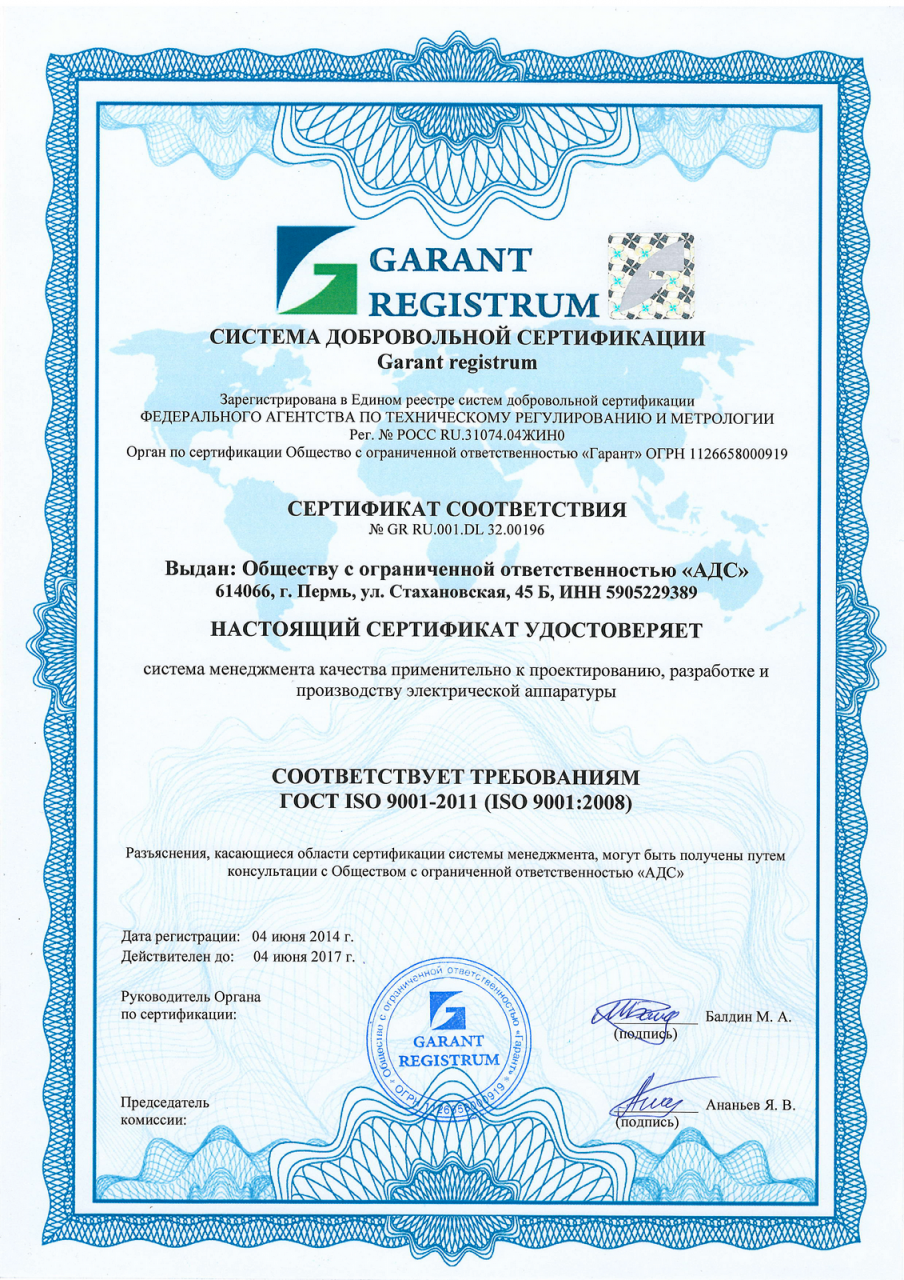 GARANT
REGISTRUM
СИСТЕМА ДОБРОВОЛЬНОЙ СЕРТИФИКАЦИИ
Garant registrum
Зарегистрирована в Едином реестре систем добровольной сертификации
ФЕДЕРАЛЬНОГО АГЕНТСТВА ПО ТЕХНИЧЕСКОМУ РЕГУЛИРОВАНИЮ И МЕТРОЛОГИИ
Рег. № РОСС RU.31074.04ЖИН0
Орган по сертификации Общество с ограниченной ответственностью «Гарант» ОГРН 1126658000919
СЕРТИФИКАТ СООТВЕТСТВИЯ
№ GR RU.001.DL 32.00196
Выдан: Обществу с ограниченной ответственностью «АДС»
614066, г. Пермь, ул. Стахановская, 45 Б, ИНН 5905229389
НАСТОЯЩИЙ СЕРТИФИКАТ УДОСТОВЕРЯЕТ
система менеджмента качества применительно к проектированию, разработке и
производству электрической аппаратуры
СООТВЕТСТВУЕТ ТРЕБОВАНИЯМ
ГОСТ ISO 9001-2011 (ISO 9001:2008)
Разъяснения, касающиеся области сертификации системы менеджмента, могут быть получены путем
консультации с Обществом с ограниченной ответственностью «АДС»
Дата регистрации: 04 июня 2014 г.
Действителен до: 04 июня 2017 г.
Руководитель Органа
по сертификации:
Балдин М. А.
(подпись)
Общество с ограниченной ответственностью «Гарант»
GARANT
REGISTRUM
ОГРН 1126658000919
Председатель
комиссии:
Ананьев Я. В.
(подпись)